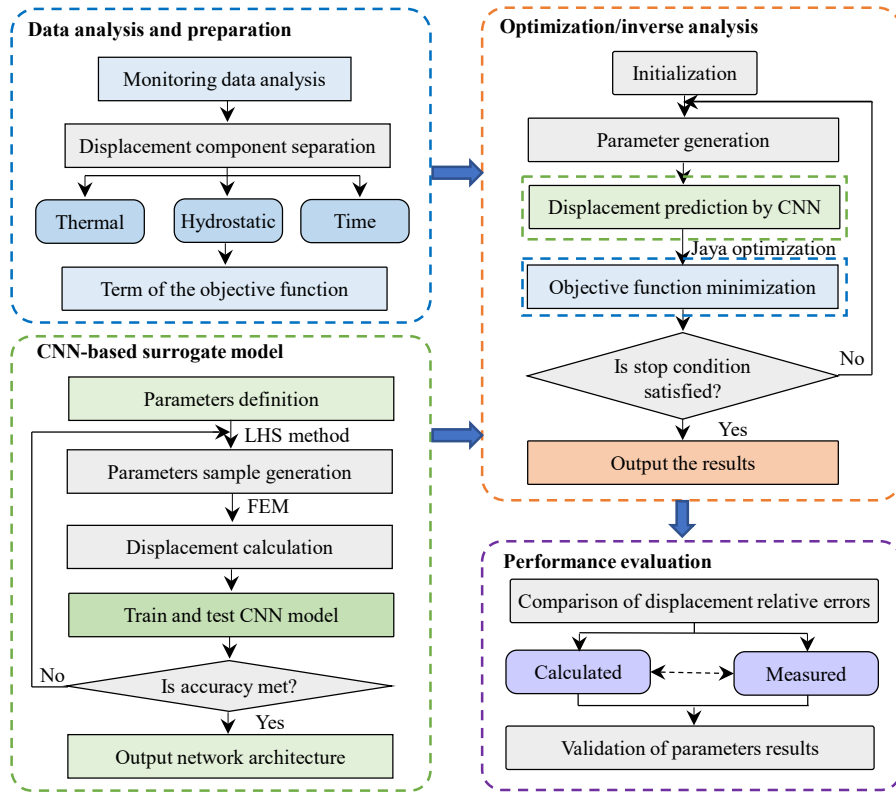 Data analysis and preparation
Monitoring data analysis
Displacement component separation
Thermal
Hydrostatic
Time
Term of the objective function
CNN-based surrogate model
Parameters definition
LHS method
Parameters sample generation
FEM
Displacement calculation
Train and test CNN model
No
Is accuracy met?
Yes
Output network architecture
Optimization/inverse analysis
Initialization
Parameter generation
Displacement prediction by CNN
Jaya optimization
Objective function minimization
No
Is stop condition
satisfied?
Yes
Output the results
Performance evaluation
Comparison of displacement relative errors
Calculated
Measured
Validation of parameters results